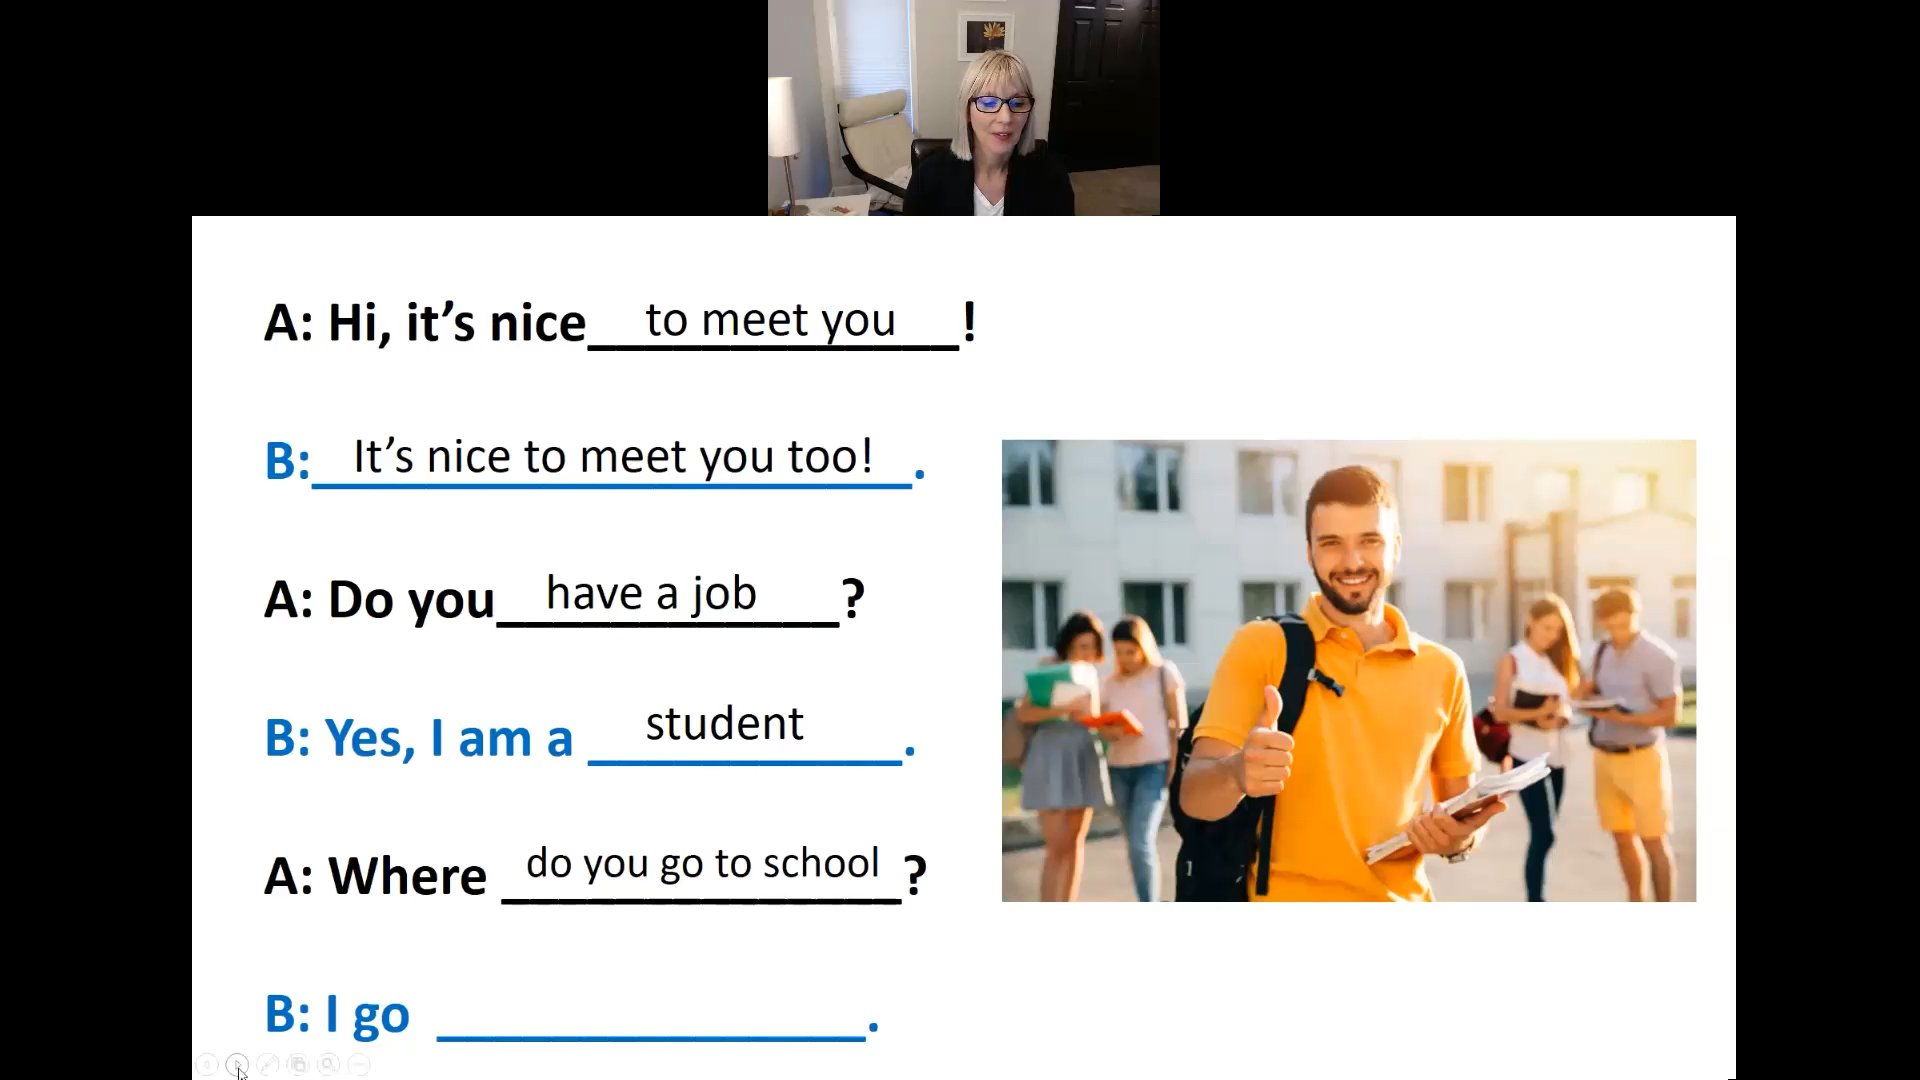 A: Hi, it’s nice to meet you!
B: It’s nice to meet you too! .
A: Do you have a job?
B: Yes, I am a student.
A: Where do you go to school?
B: I go ______________.